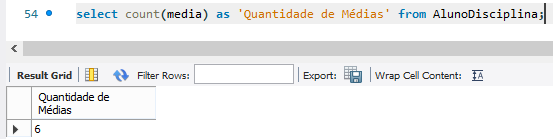 54 select count(media) as 'Quantidade de Médias' from AlunoDisciplina;
Result Grid Filter Rows: Export: Wrap Cell Content:
Quantidade de
Médias
6